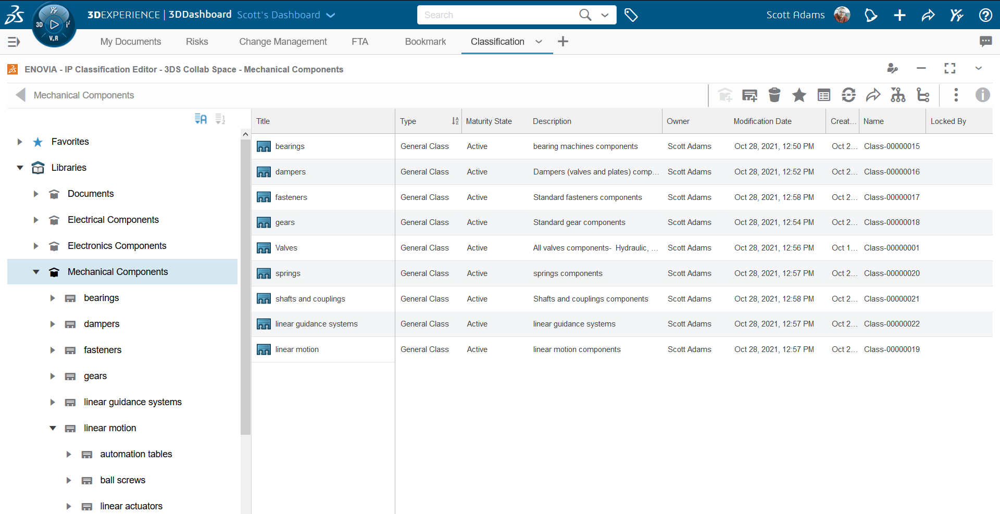 3DEXPERIENCE | 3DDashboard Scott's Dashboard
Search
Scott Adams
3D
V.R
My Documents Risks Change Management FTA Bookmark Classification
ENOVIA - IP Classification Editor - 3DS Collab Space - Mechanical Components
Mechanical Components
Favorites
Libraries
Documents
Electrical Components
Electronics Components
Mechanical Components
bearings
dampers
fasteners
gears
linear guidance systems
linear motion
automation tables
ball screws
linear actuators
Title Type Maturity State Description Owner Modification Date Creat... Name Locked By
bearings General Class Active bearing machines components Scott Adams Oct 28, 2021, 12:50 PM Oct 2... Class-00000015
dampers General Class Active Dampers (valves and plates) comp... Scott Adams Oct 28, 2021, 12:52 PM Oct 2... Class-00000016
fasteners General Class Active Standard fasteners components Scott Adams Oct 28, 2021, 12:58 PM Oct 2... Class-00000017
gears General Class Active Standard gear components Scott Adams Oct 28, 2021, 12:54 PM Oct 2... Class-00000018
Valves General Class Active All valves components- Hydraulic, ... Scott Adams Oct 28, 2021, 12:56 PM Oct 1... Class-00000001
springs General Class Active springs components Scott Adams Oct 28, 2021, 12:57 PM Oct 2... Class-00000020
shafts and couplings General Class Active Shafts and couplings components Scott Adams Oct 28, 2021, 12:58 PM Oct 2... Class-00000021
linear guidance systems General Class Active linear guidance systems Scott Adams Oct 28, 2021, 12:57 PM Oct 2... Class-00000022
linear motion General Class Active linear motion components Scott Adams Oct 28, 2021, 12:57 PM Oct 2... Class-00000019